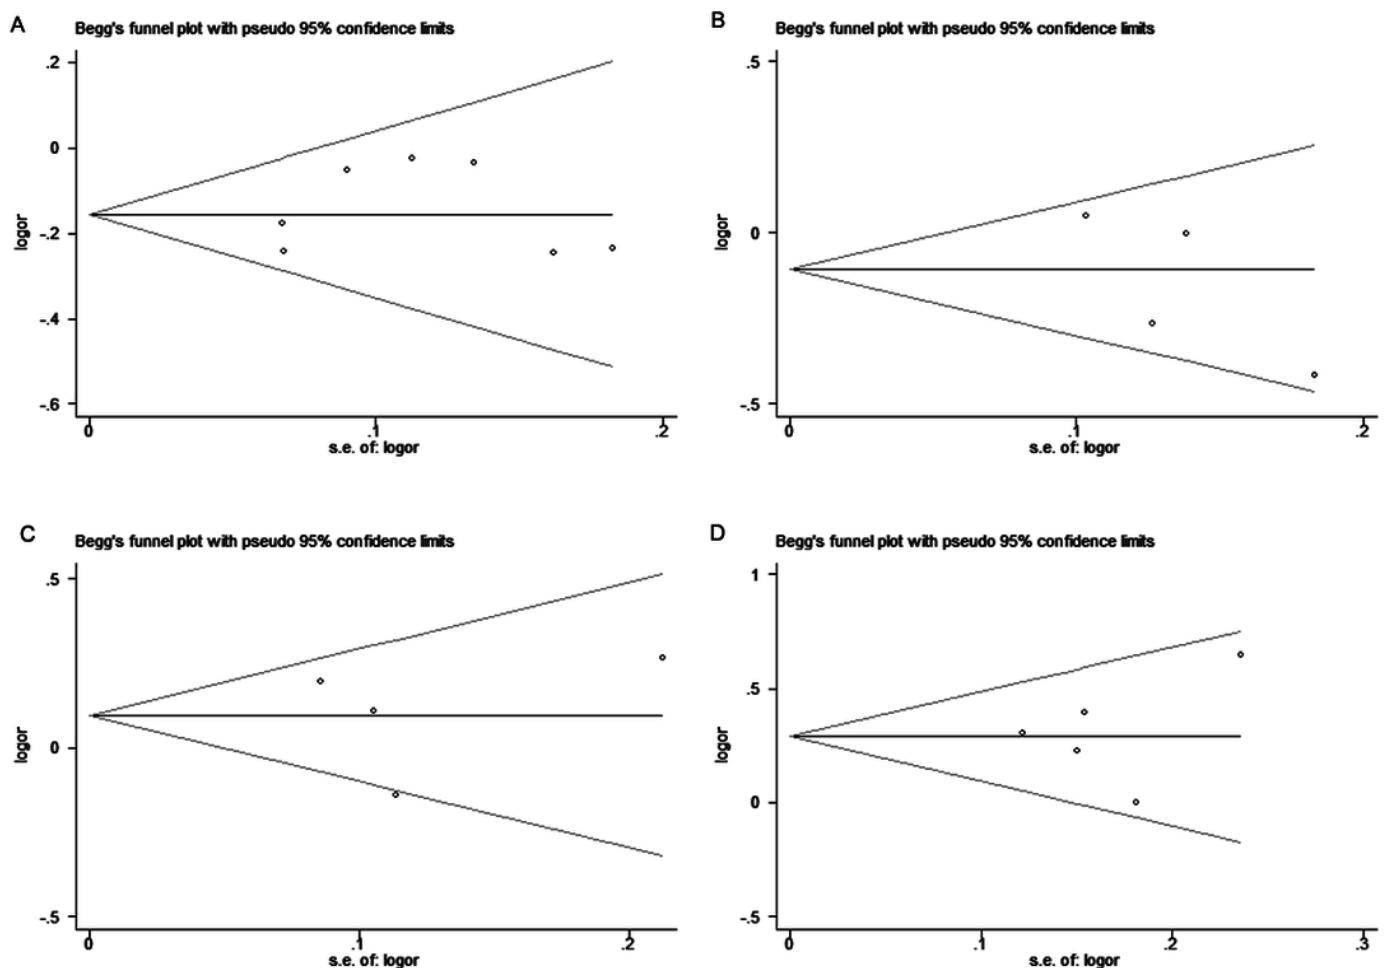 A
Begg's funnel plot with pseudo 95% confidence limits
.2
0
-.2
-.4
-.6
logor
0
.1
.2
s.e. of: logor
B
Begg's funnel plot with pseudo 95% confidence limits
.5
0
-.5
logor
0
.1
.2
s.e. of: logor
C
Begg's funnel plot with pseudo 95% confidence limits
.5
0
-.5
logor
0
.1
.2
s.e. of: logor
D
Begg's funnel plot with pseudo 95% confidence limits
1
.5
0
-.5
logor
0
.1
.2
.3
s.e. of: logor